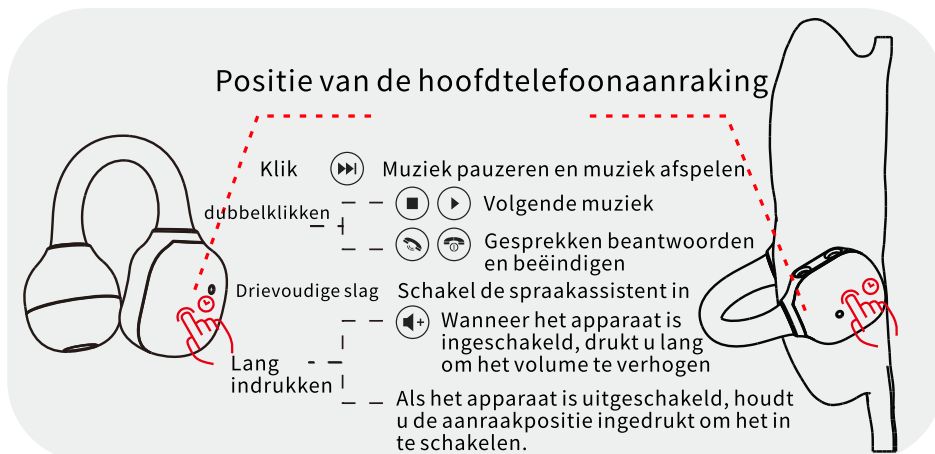 Positie van de hoofdtelefoonaanraking
Klik Muziek pauzeren en muziek afspelen
dubbelklikken Volgende muziek
Gesprekken beantwoorden
en beëindigen
Drievoudige slag Schakel de spraakassistent in
Wanneer het apparaat is
ingeschakeld, drukt u lang
om het volume te verhogen
Lang
indrukken
Als het apparaat is uitgeschakeld, houdt
u de aanraakpositie ingedrukt om het in
te schakelen.